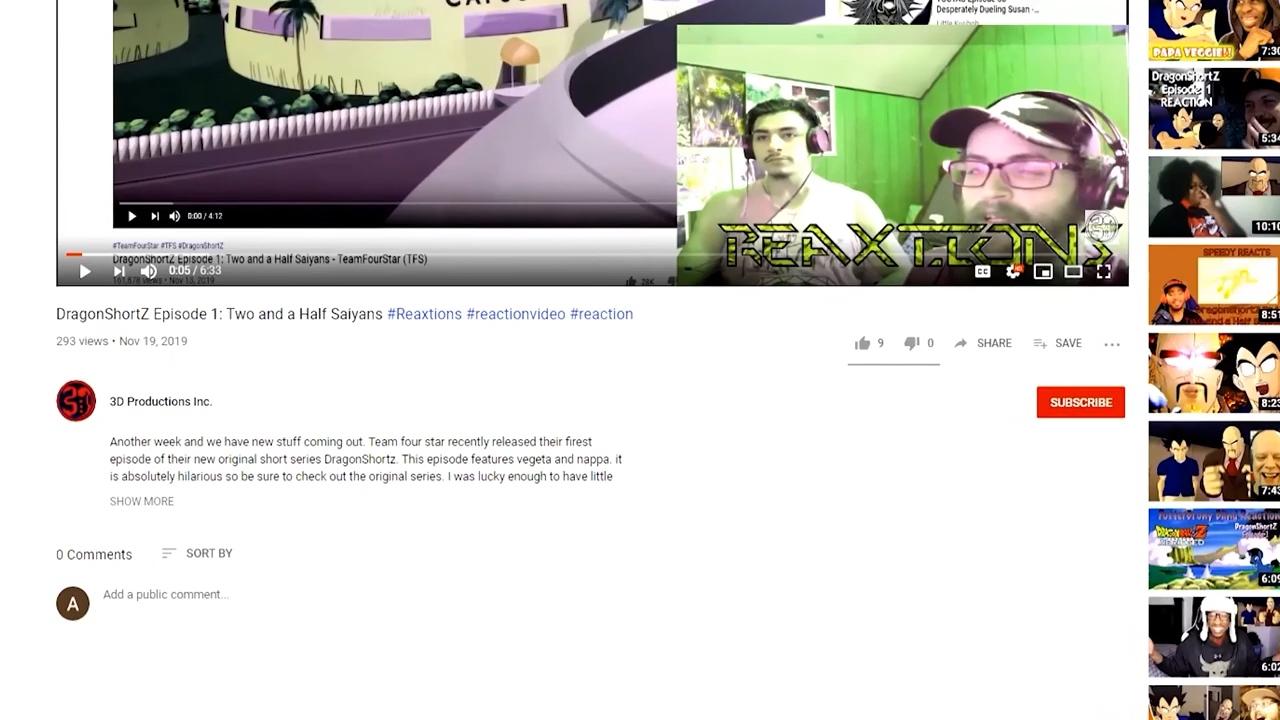 Desperately Dueling Susan -...
PAPA VEGGIE!!
7:30
DragonShortZ
Episode 1
REACTION
5:34
10:10
SPEEDY REACTS
8:51
8:23
7:43
6:09
6:02
0:00 / 4:12
REAXTIONS
#TeamFourStar #TFS #DragonShortZ
DragonShortZ Episode 1: Two and a Half Saiyans - TeamFourStar (TFS)
0:05 / 6:33
CC
HD
DragonShortZ Episode 1: Two and a Half Saiyans #Reaxtions #reactionvideo #reaction
293 views • Nov 19, 2019
9 0 SHARE SAVE ...
3D Productions Inc.
SUBSCRIBE
Another week and we have new stuff coming out. Team four star recently released their firest
episode of their new original short series DragonShortz. This episode features vegeta and nappa. it
is absolutely hilarious so be sure to check out the original series. I was lucky enough to have little
SHOW MORE
0 Comments SORT BY
A
Add a public comment...